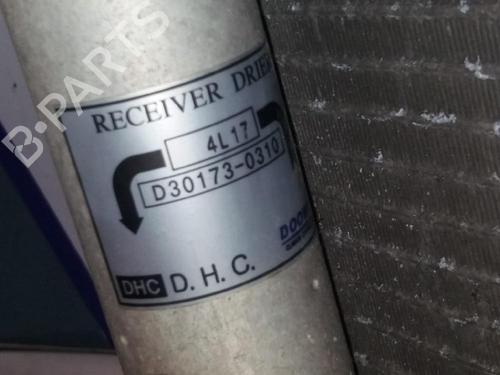 B-PARTS
RECEIVER DRIER
4L17
D30173-0310
DHC D. H. C.